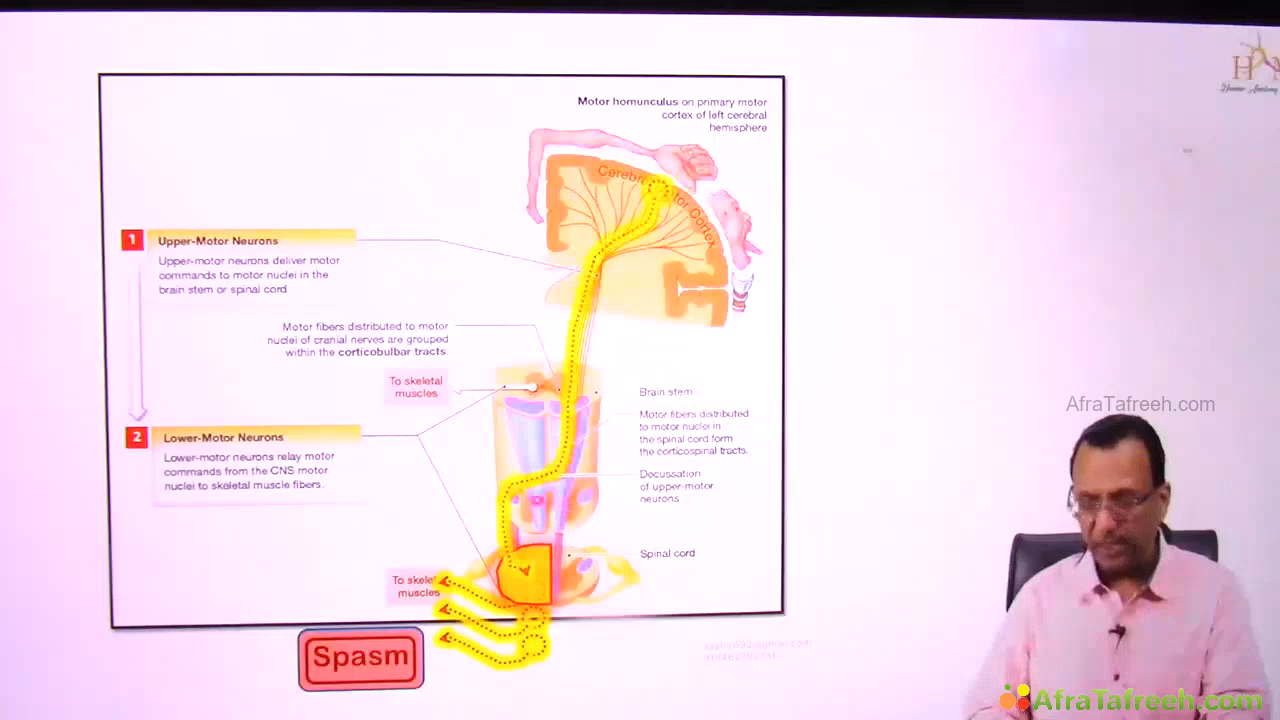 Motor homunculus on primary motor
cortex of left cerebral
hemisphere
Cerebr tor Cortex
1
Upper-Motor Neurons
Upper-motor neurons deliver motor
commands to motor nuclei in the
brain stem or spinal cord.
Motor fibers distributed to motor
nuclei of cranial nerves are grouped
within the corticobulbar tracts.
To skeletal
muscles
Brain stem
Motor fibers distributed
to motor nuclei in
the spinal cord form
the corticospinal tracts.
2
Lower-Motor Neurons
Lower-motor neurons relay motor
commands from the CNS motor
nuclei to skeletal muscle fibers.
Decussation
of upper-motor
neurons
Spinal cord
To skelet
muscles
Spasm
AfraTafreeh.com
AfraTafreeh.com